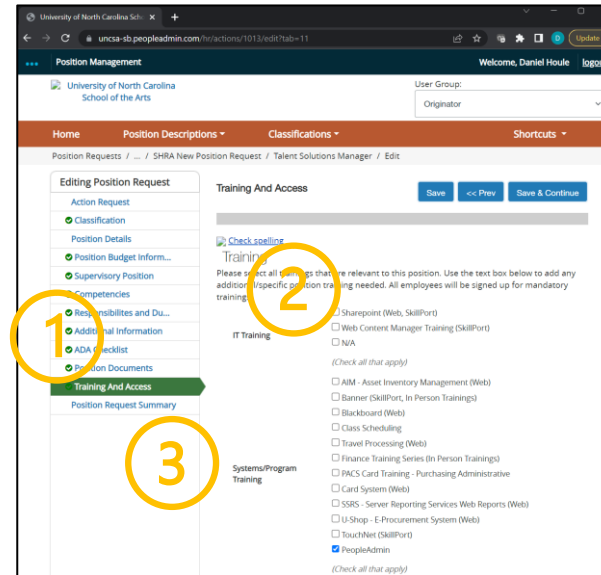 University of North Carolina Scho
uncsa-sb.peopleadmin.com/hr/actions/1013/edit?tab=11
D
Update
Position Management
Welcome, Daniel Houle
logou
University of North Carolina
School of the Arts
User Group:
Originator
Home
Position Descriptions
Classifications
Shortcuts
Position Requests / ... / SHRA New Position Request / Talent Solutions Manager / Edit
Editing Position Request
Action Request
Classification
Position Details
Position Budget Inform...
Supervisory Position
Competencies
Responsibilites and Du...
Additional Information
ADA Checklist
Position Documents
Training And Access
Position Request Summary
1
3
Training And Access
Save
<< Prev
Save & Continue
Check spelling
Training
2
Please select all trainings that are relevant to this position. Use the text box below to add any
additional/specific position training needed. All employees will be signed up for mandatory
training
IT Training
Sharepoint (Web, SkillPort)
Web Content Manager Training (SkillPort)
N/A
(Check all that apply)
Systems/Program
Training
AIM - Asset Inventory Management (Web)
Banner (SkillPort, In Person Trainings)
Blackboard (Web)
Class Scheduling
Travel Processing (Web)
Finance Training Series (In Person Trainings)
PACS Card Training - Purchasing Administrative
Card System (Web)
SSRS - Server Reporting Services Web Reports (Web)
U-Shop - E-Procurement System (Web)
TouchNet (SkillPort)
PeopleAdmin
(Check all that apply)